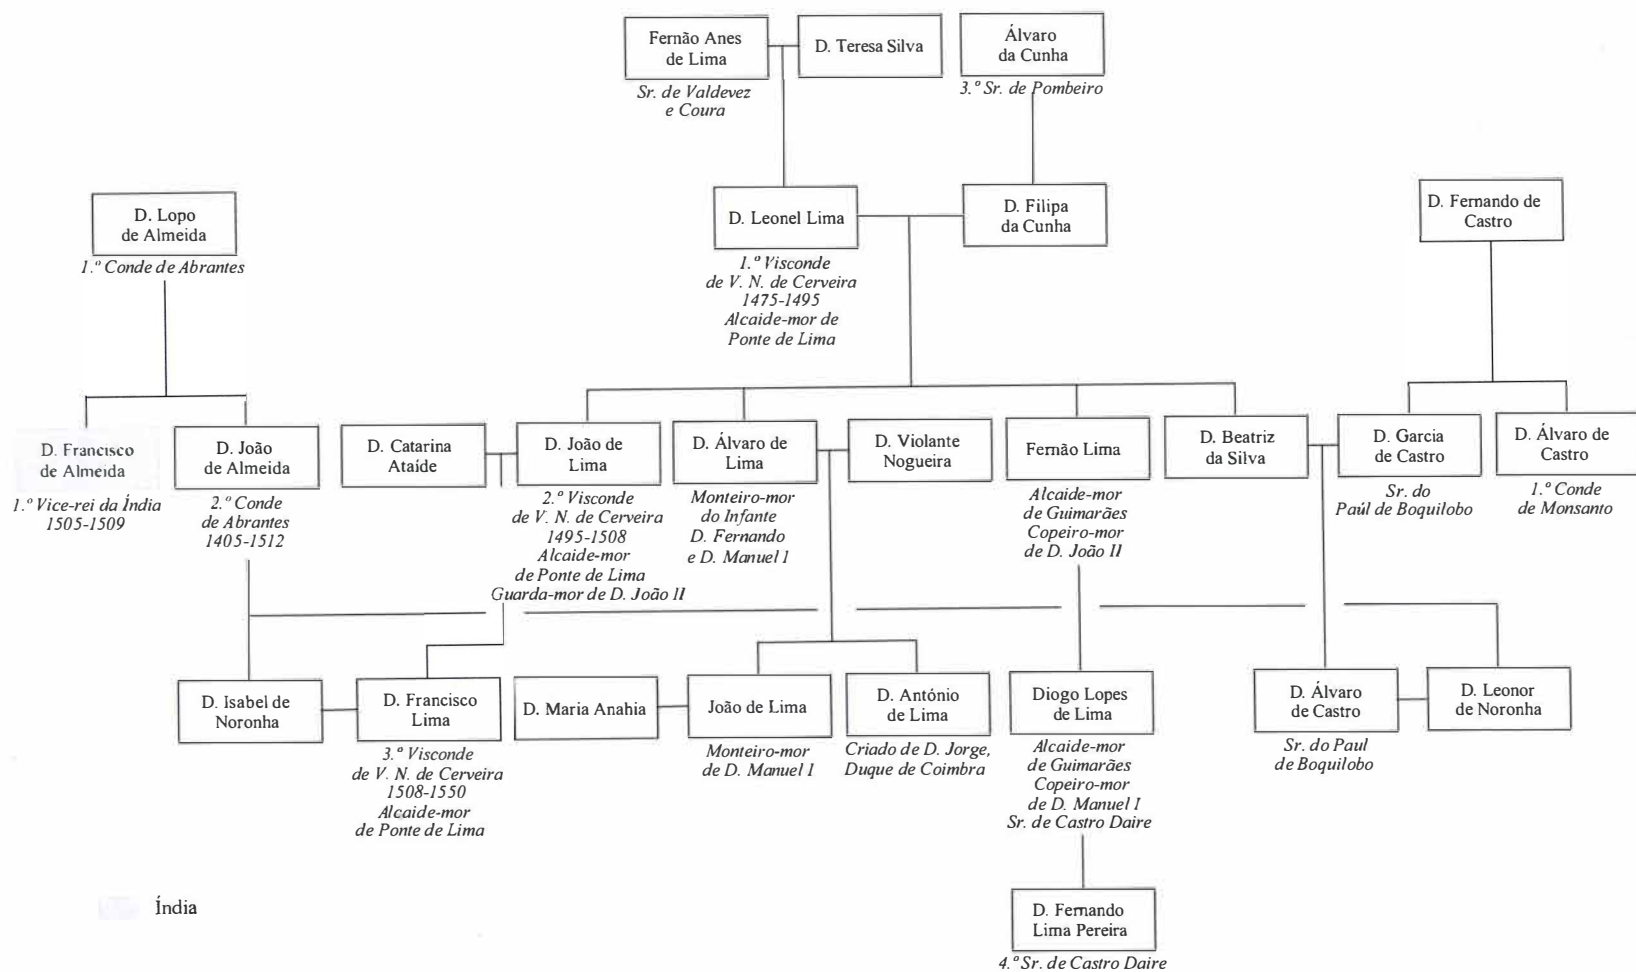 Fernão Anes
de Lima
Sr. de Valdevez
e Coura
D. Teresa Silva
Álvaro
da Cunha
3.º Sr. de Pombeiro
D. Lopo
de Almeida
1.º Conde de Abrantes
D. Leonel Lima
1.º Visconde
de V. N. de Cerveira
1475-1495
Alcaide-mor de
Ponte de Lima
D. Filipa
da Cunha
D. Fernando de
Castro
D. Francisco
de Almeida
1.º Vice-rei da Índia
1505-1509
D. João
de Almeida
2.º Conde
de Abrantes
1405-1512
D. Catarina
Ataíde
D. João de
Lima
2.º Visconde
de V. N. de Cerveira
1495-1508
Alcaide-mor
de Ponte de Lima
Guarda-mor de D. João II
D. Álvaro de
Lima
Monteiro-mor
do Infante
D. Fernando
e D. Manuel I
D. Violante
Nogueira
Fernão Lima
Alcaide-mor
de Guimarães
Copeiro-mor
de D. João II
D. Beatriz
da Silva
D. Garcia
de Castro
Sr. do
Paúl de Boquilobo
D. Álvaro de
Castro
1.º Conde
de Monsanto
D. Isabel de
Noronha
D. Francisco
Lima
3.º Visconde
de V. N. de Cerveira
1508-1550
Alcaide-mor
de Ponte de Lima
D. Maria Anahia
João de Lima
Monteiro-mor
de D. Manuel I
D. António
de Lima
Criado de D. Jorge,
Duque de Coimbra
Diogo Lopes
de Lima
Alcaide-mor
de Guimarães
Copeiro-mor
de D. Manuel I
Sr. de Castro Daire
D. Álvaro
de Castro
Sr. do Paul
de Boquilobo
D. Leonor
de Noronha
D. Fernando
Lima Pereira
4.º Sr. de Castro Daire
Índia